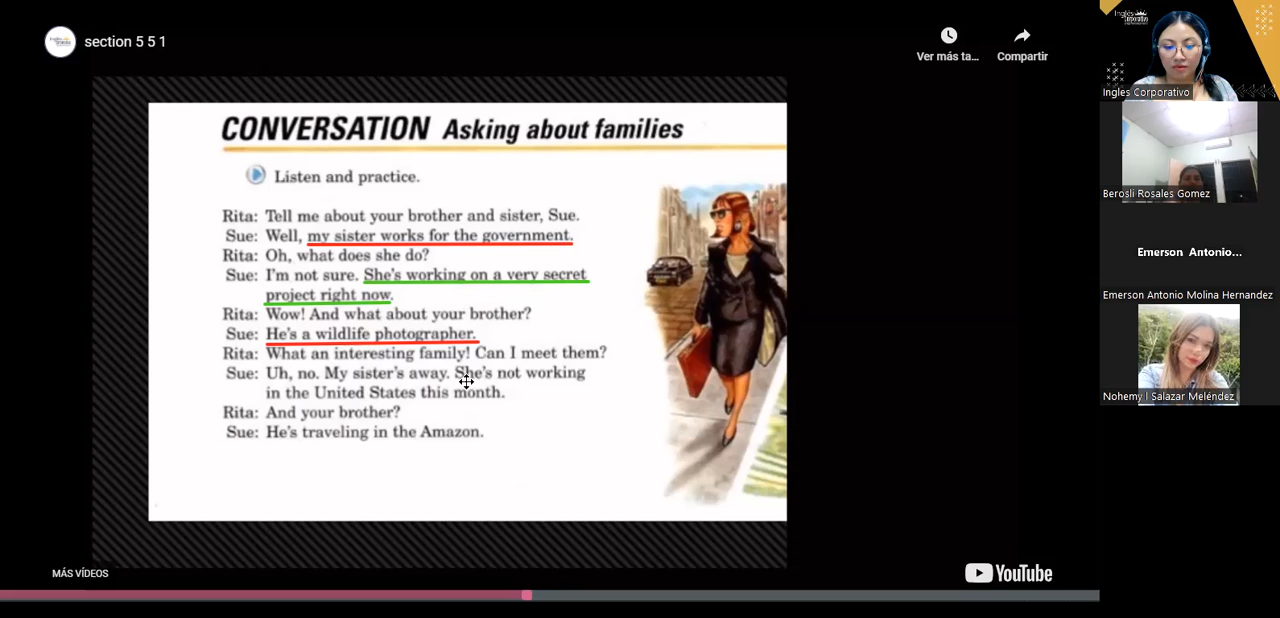 section 5 5 1
Ver más ta...
Compartir
CONVERSATION Asking about families
Listen and practice.
Rita: Tell me about your brother and sister, Sue.
Sue: Well, my sister works for the government.
Rita: Oh, what does she do?
Sue: I'm not sure. She's working on a very secret
project right now.
Rita: Wow! And what about your brother?
Sue: He's a wildlife photographer.
Rita: What an interesting family! Can I meet them?
Sue: Uh, no. My sister's away. She's not working
in the United States this month.
Rita: And your brother?
Sue: He's traveling in the Amazon.
MÁS VÍDEOS
YouTube
Inglés
Corporativo
Ingles Corporativo
Berosli Rosales Gomez
Emerson Antonio...
Emerson Antonio Molina Hernandez
Nohemy I Salazar Meléndez